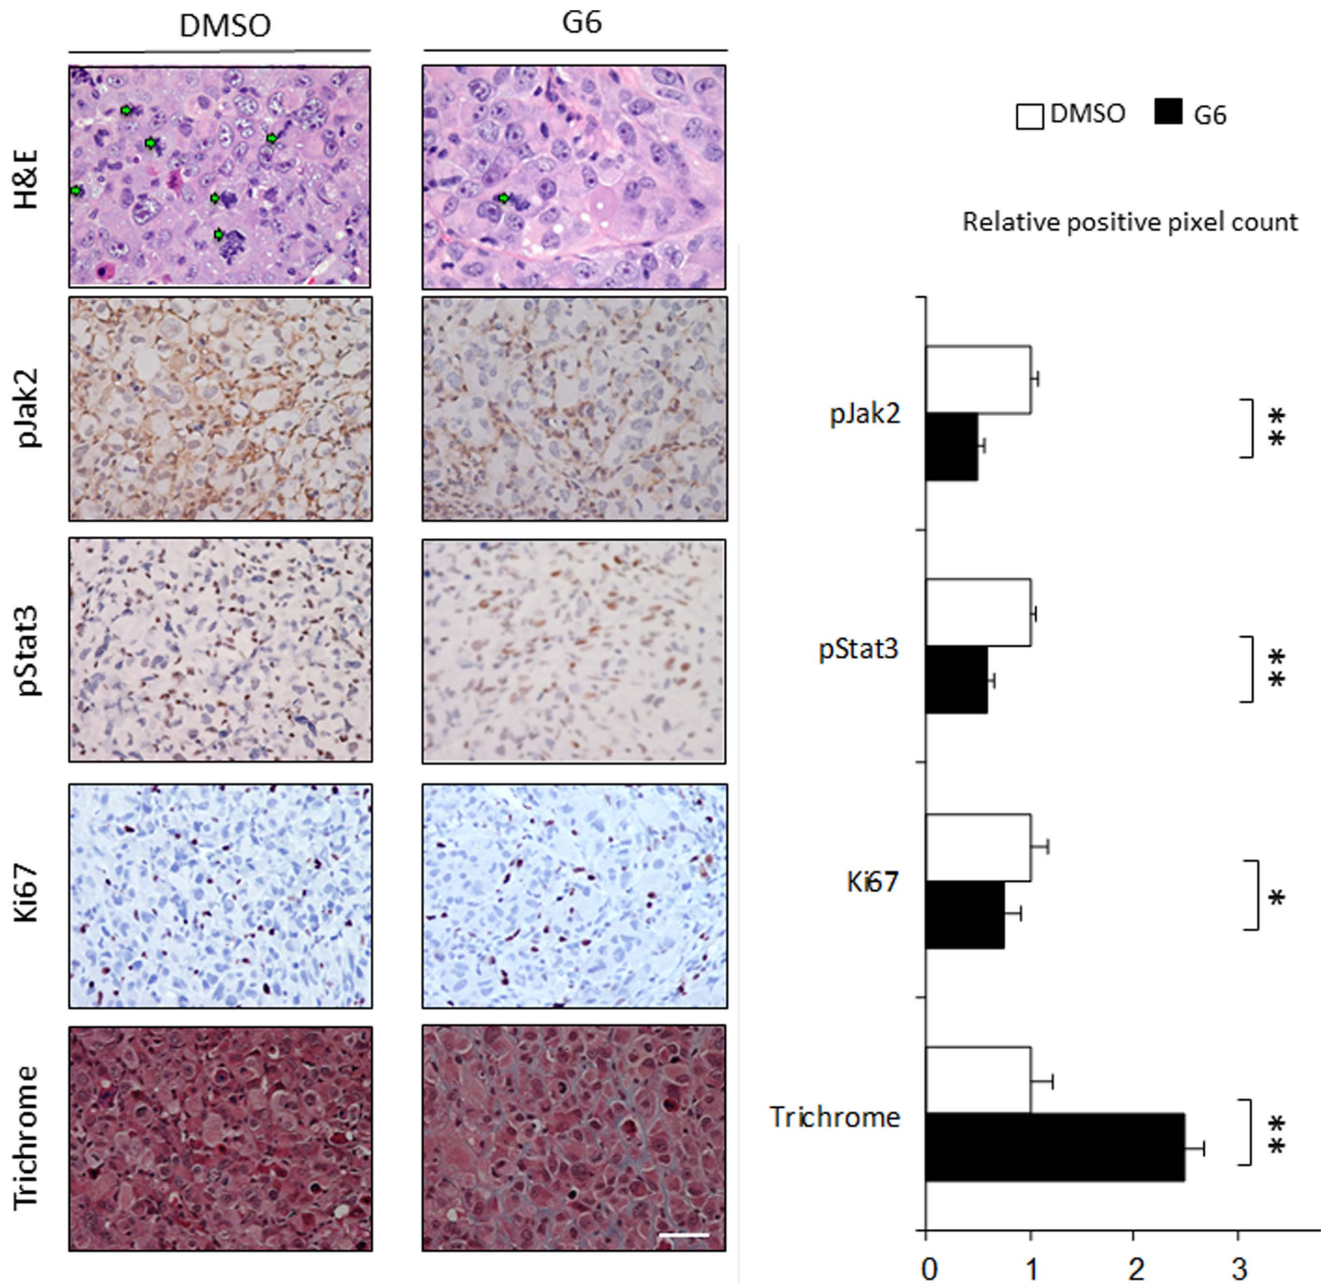 DMSO
G6
H&E
pJak2
pStat3
Ki67
Trichrome
DMSO G6
Relative positive pixel count
pJak2
**
pStat3
**
Ki67
*
Trichrome
**
0 1 2 3